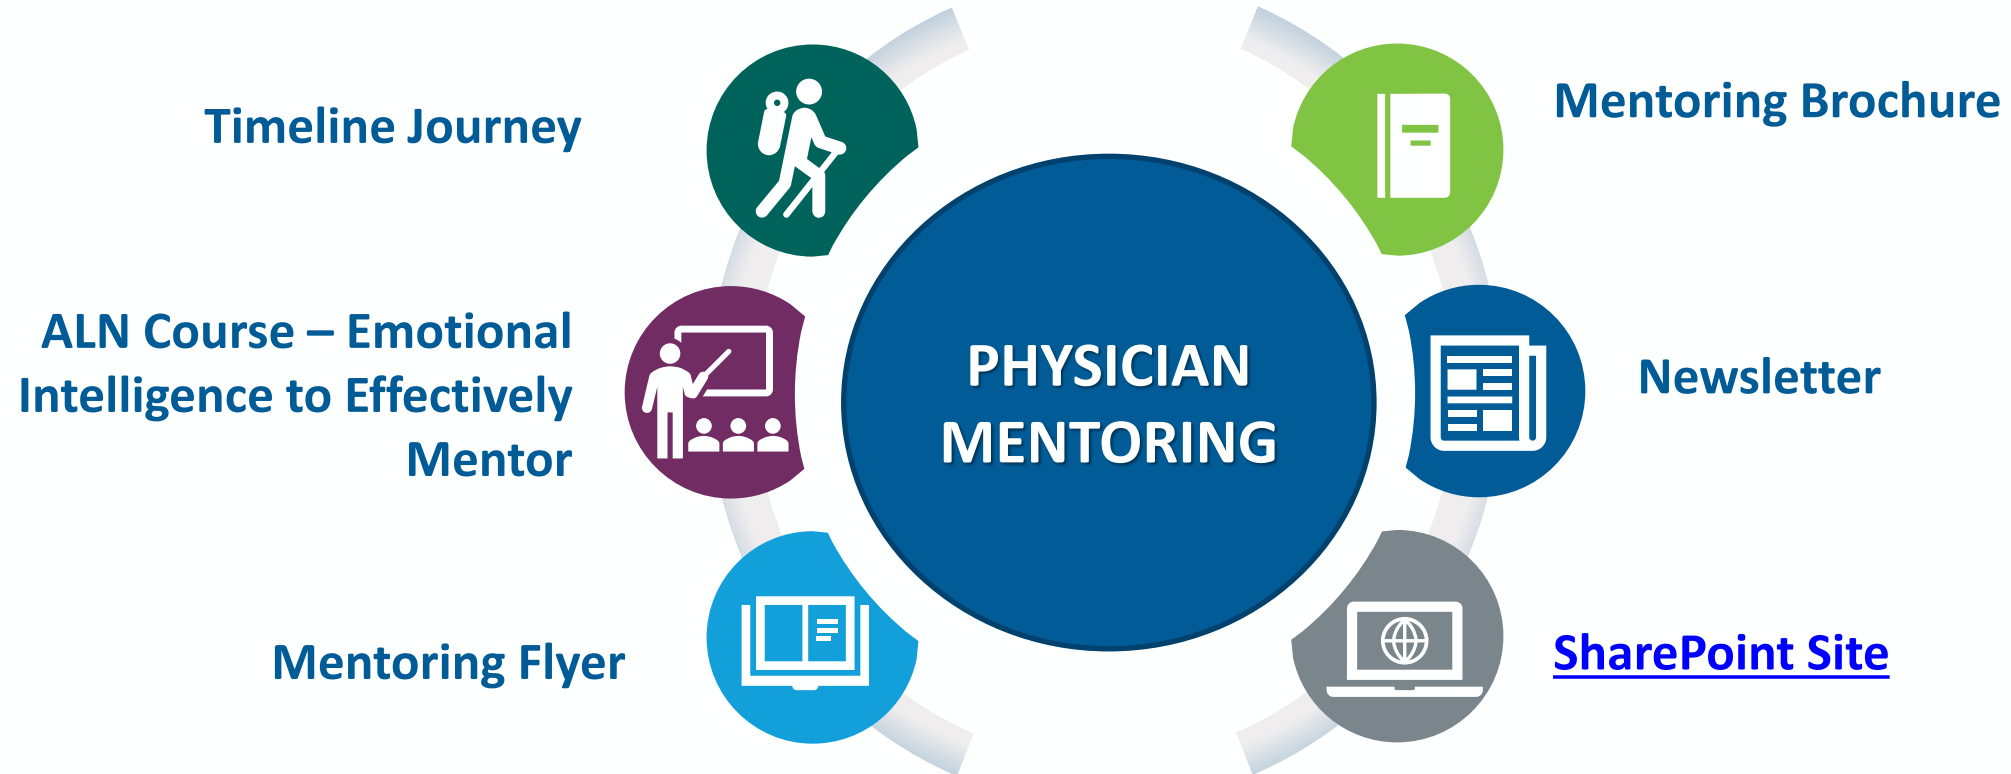 Timeline Journey
ALN Course – Emotional
Intelligence to Effectively
Mentor
Mentoring Flyer
PHYSICIAN
MENTORING
Mentoring Brochure
Newsletter
SharePoint Site